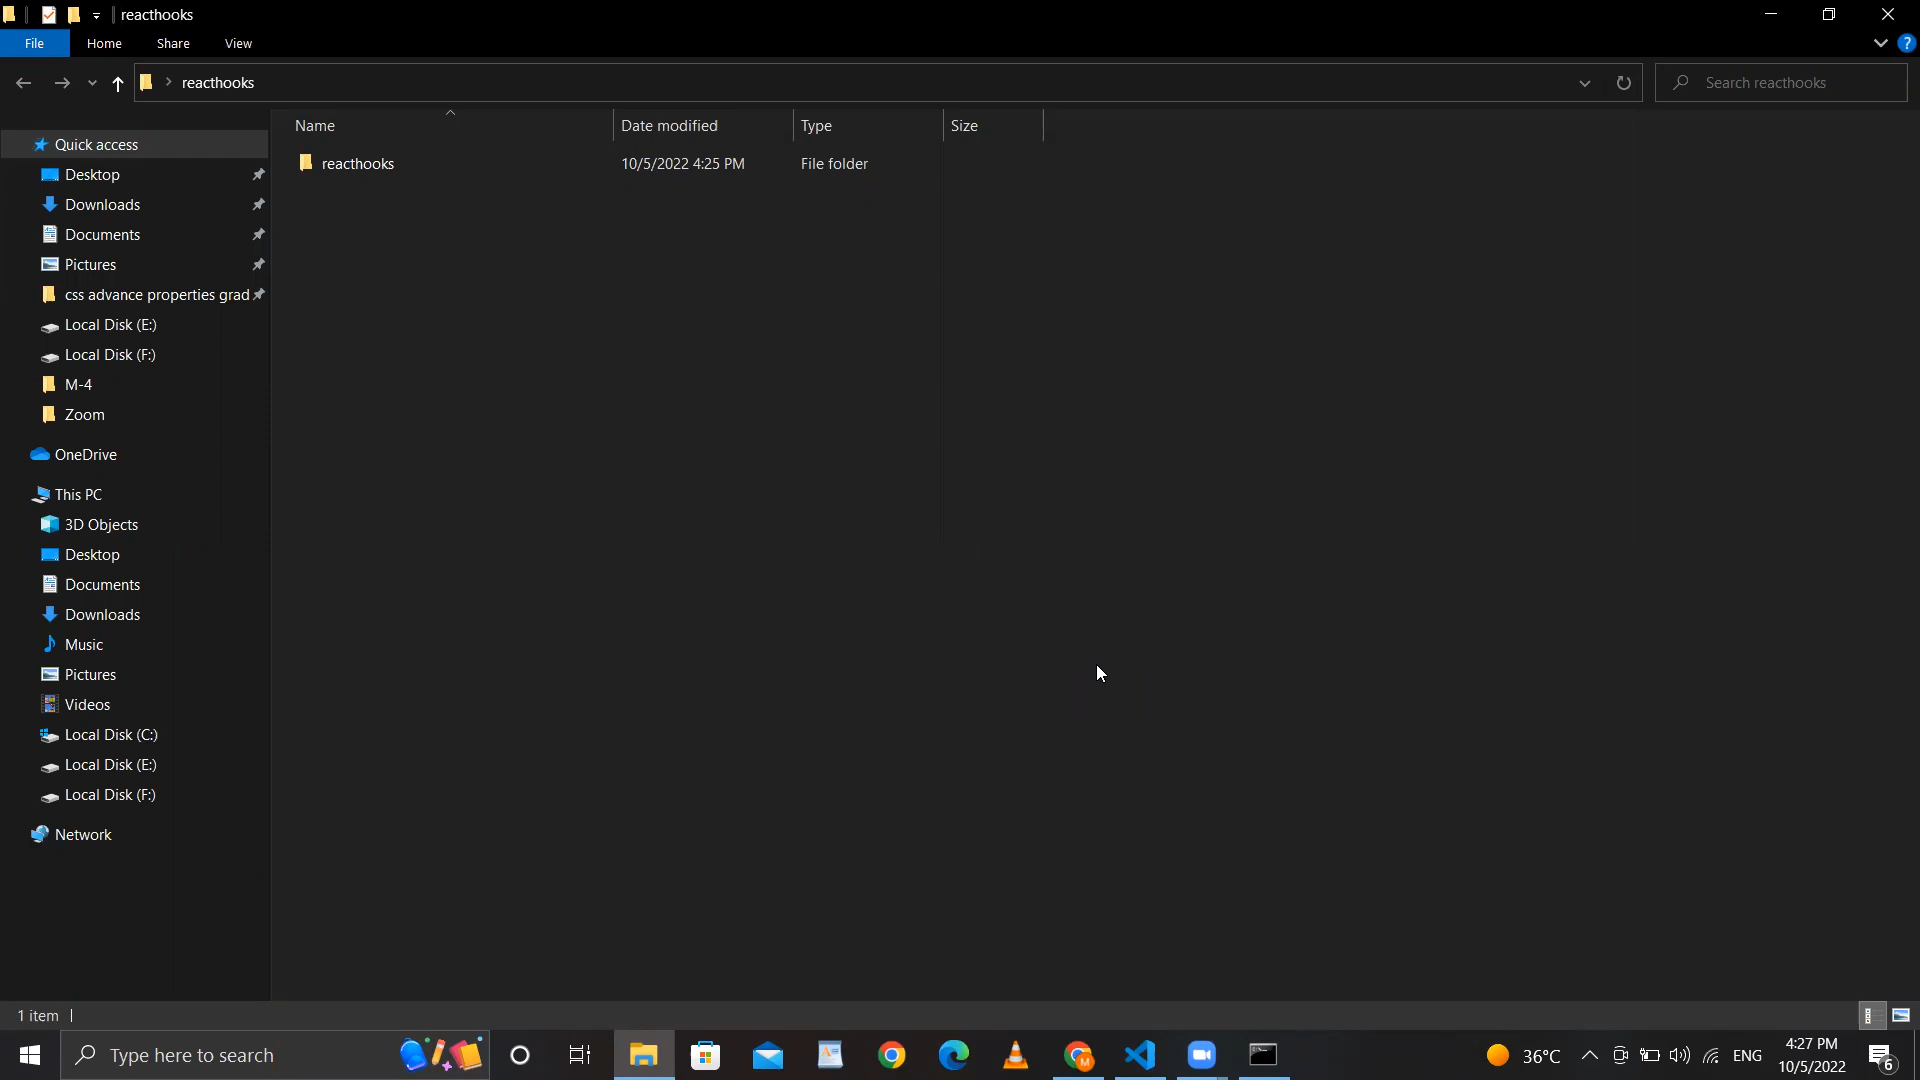 reacthooks
File Home Share View
reacthooks
Search reacthooks
Name Date modified Type Size
reacthooks 10/5/2022 4:25 PM File folder
Quick access
Desktop
Downloads
Documents
Pictures
css advance properties grad
Local Disk (E:)
Local Disk (F:)
M-4
Zoom
OneDrive
This PC
3D Objects
Desktop
Documents
Downloads
Music
Pictures
Videos
Local Disk (C:)
Local Disk (E:)
Local Disk (F:)
Network
1 item
Type here to search
36°C
ENG
4:27 PM
10/5/2022
6